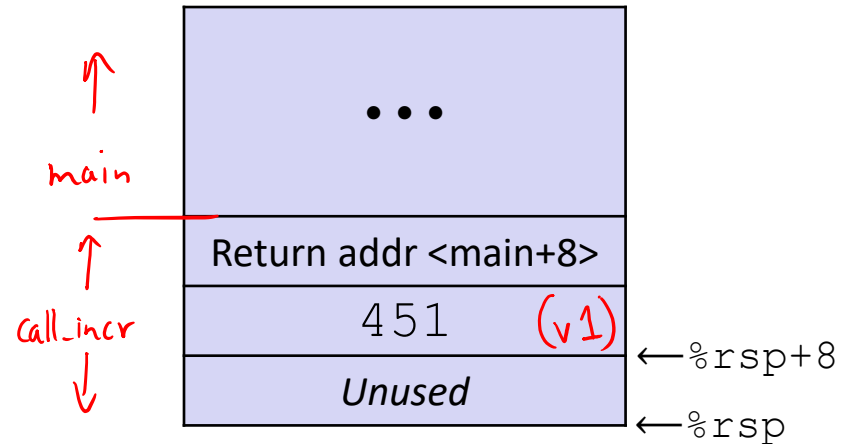 • • •
main
Return addr <main+8>
call_incr
451 (v1)
←%rsp+8
Unused
←%rsp